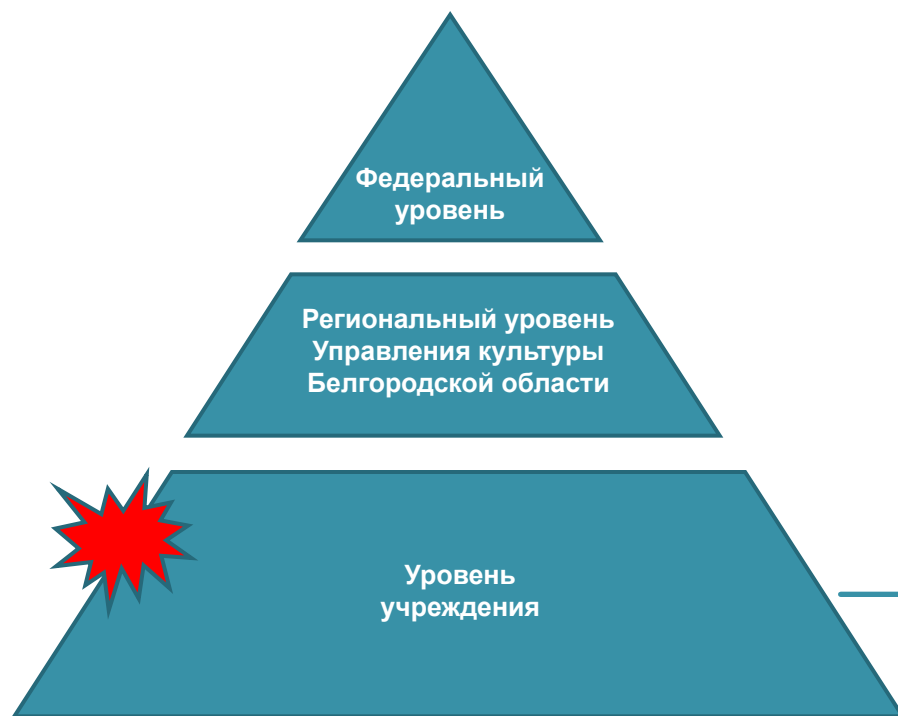 Федеральный
уровень
Региональный уровень
Управления культуры
Белгородской области
Уровень
учреждения